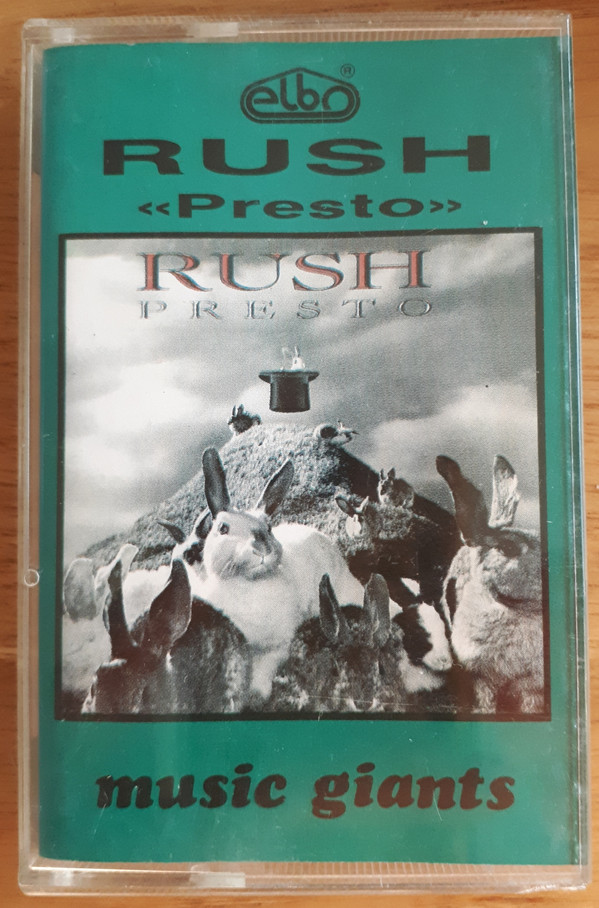 elbo ®
RUSH
«Presto»
RUSH
PRESTO
music giants